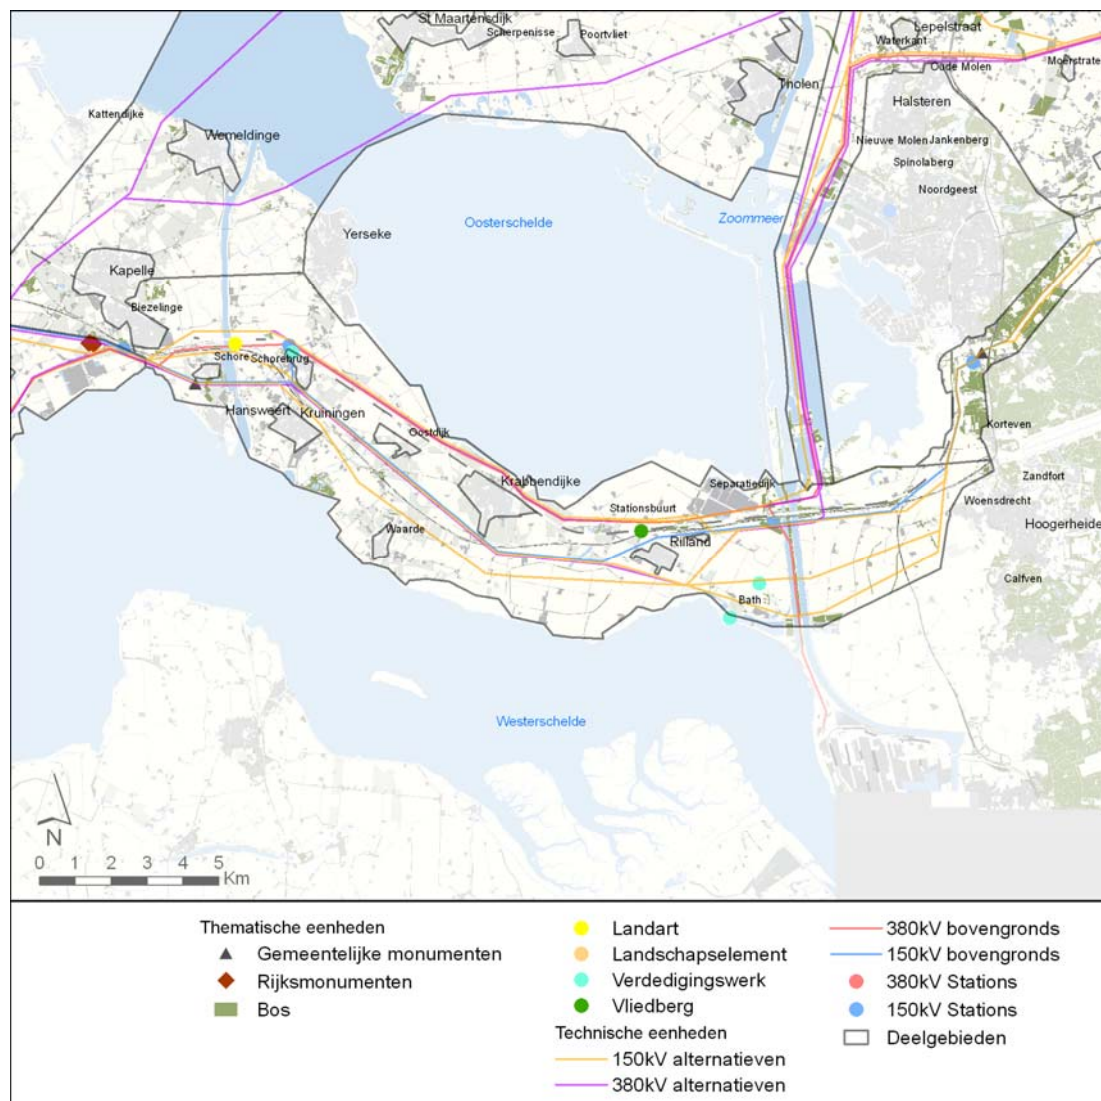 St Maartensdijk
Scherpenisse
Poortvliet
Lepelstraat
Waterkant
Oude Molen
Moerstrate
Tholen
Halsteren
Kattendijke
Wemeldinge
Nieuwe Molen
Jankenberg
Spinolaberg
Noordgeest
Oosterschelde
Zoommeer
Yerseke
Kapelle
Biezelinge
Schore
Schorebrug
Hansweert
Kruiningen
Oostdijk
Korteven
Krabbendijke
Separatiedijk
Zandfort
Stationsbuurt
Woensdrecht
Waarde
Rilland
Hoogerheide
Calfven
Bath
Westerschelde
N
0 1 2 3 4 5
Km
Thematische eenheden
Gemeentelijke monumenten
Rijksmonumenten
Bos
Landart
Landschapselement
Verdedigingswerk
Vliedberg
Technische eenheden
150kV alternatieven
380kV alternatieven
380kV bovengronds
150kV bovengronds
380kV Stations
150kV Stations
Deelgebieden